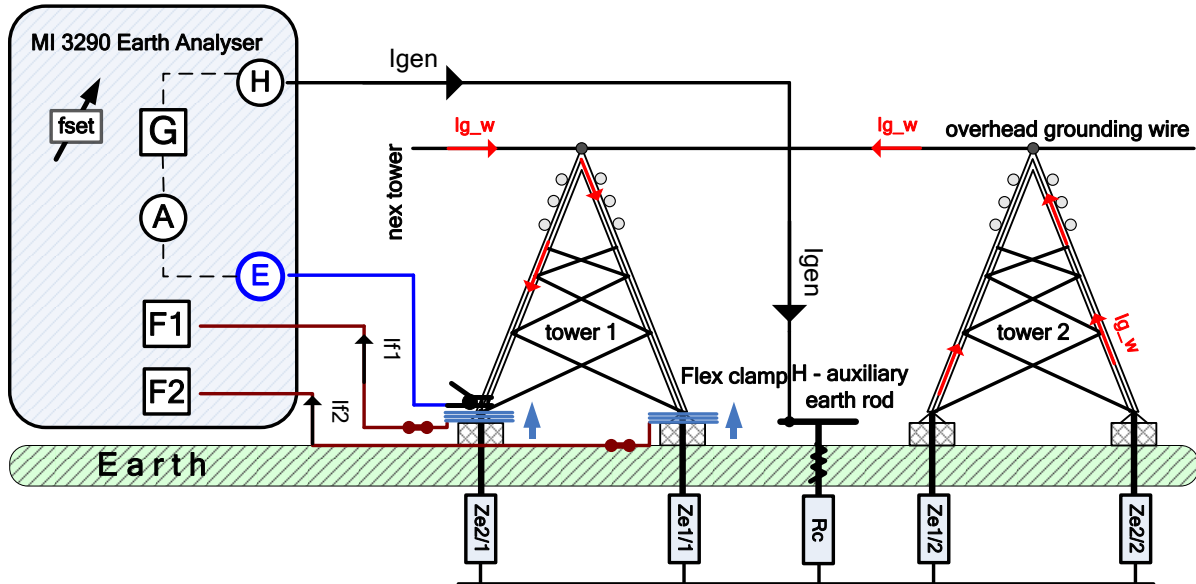 MI 3290 Earth Analyser
H
Igen
fset
G
Ig_w
Ig_w
overhead grounding wire
nex tower
A
E
Igen
F1
If1
tower 1
tower 2
Ig_w
F2
If2
Flex clamp
H - auxiliary
earth rod
Earth
Ze2/1
Ze1/1
Rc
Ze1/2
Ze2/2